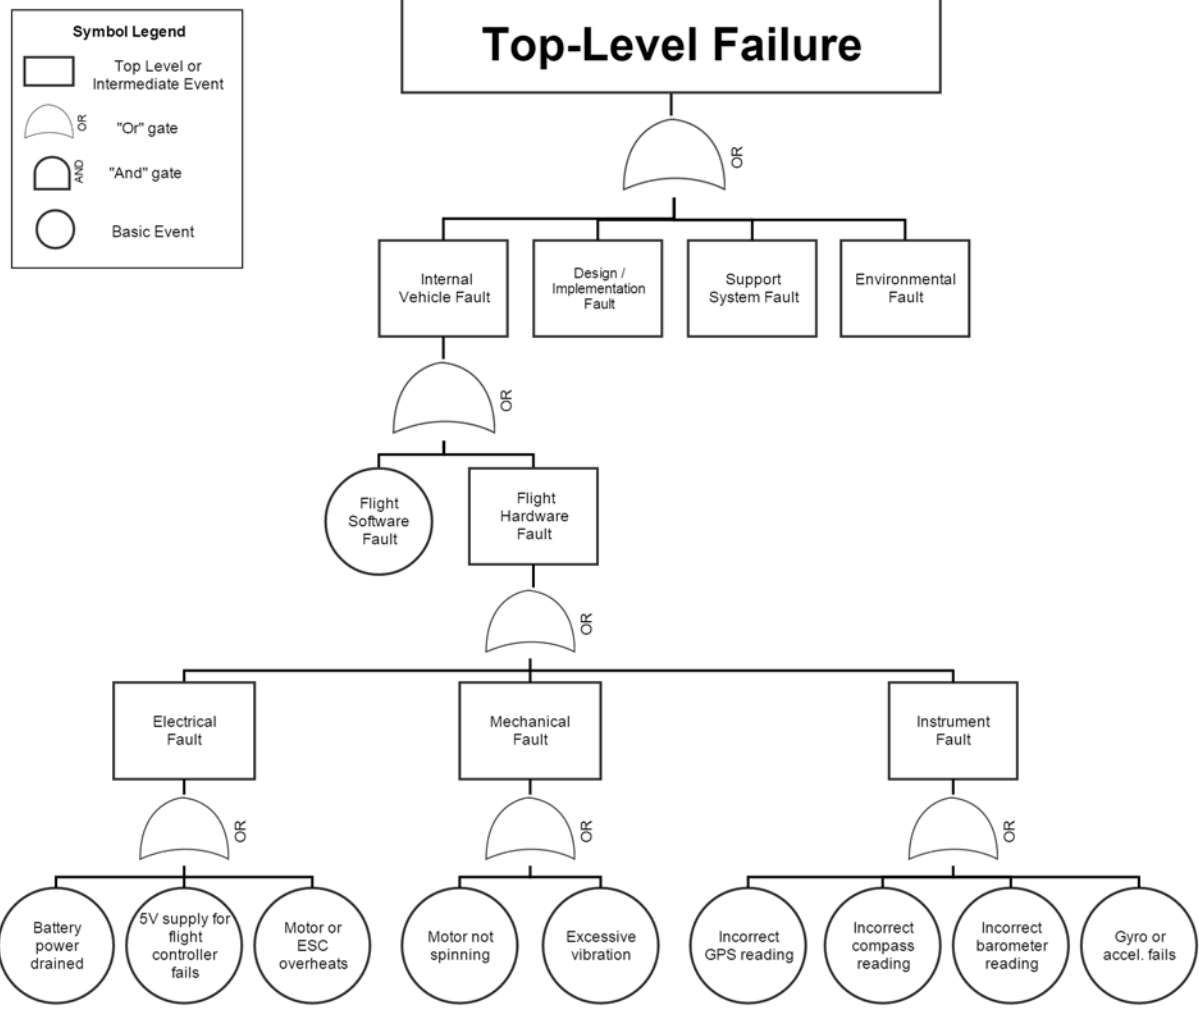 Symbol Legend
Top Level or
Intermediate Event
OR
"Or" gate
AND
"And" gate
Basic Event
Top-Level Failure
OR
Internal
Vehicle Fault
Design /
Implementation
Fault
Support
System Fault
Environmental
Fault
OR
Flight
Software
Fault
Flight
Hardware
Fault
OR
Electrical
Fault
Mechanical
Fault
Instrument
Fault
OR
OR
OR
Battery
power
drained
5V supply for
flight
controller
fails
Motor or
ESC
overheats
Motor not
spinning
Excessive
vibration
Incorrect
GPS reading
Incorrect
compass
reading
Incorrect
barometer
reading
Gyro or
accel. fails